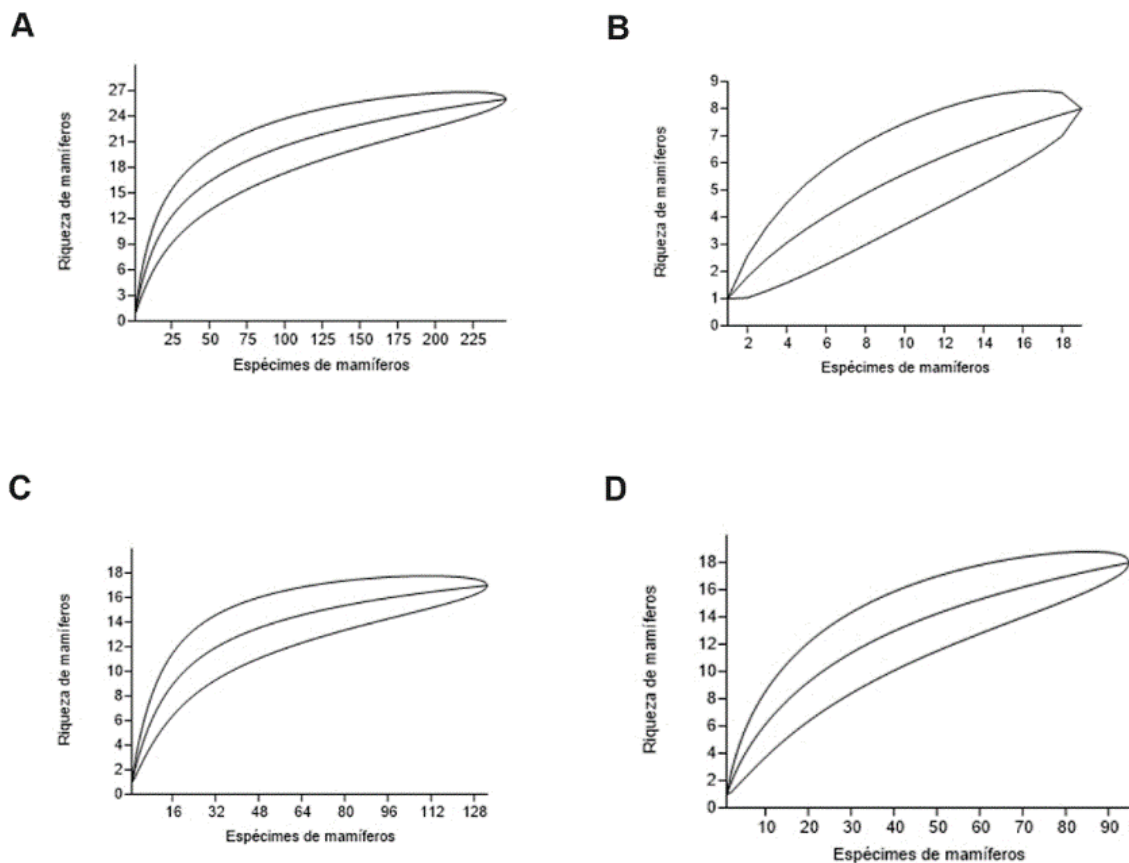 A
Riqueza de mamíferos
27
24
21
18
15
12
9
6
3
0
25 50 75 100 125 150 175 200 225
Espécimes de mamíferos
B
Riqueza de mamíferos
9
8
7
6
5
4
3
2
1
0
2 4 6 8 10 12 14 16 18
Espécimes de mamíferos
C
Riqueza de mamíferos
18
16
14
12
10
8
6
4
2
0
16 32 48 64 80 96 112 128
Espécimes de mamíferos
D
Riqueza de mamíferos
18
16
14
12
10
8
6
4
2
0
10 20 30 40 50 60 70 80 90
Espécimes de mamíferos